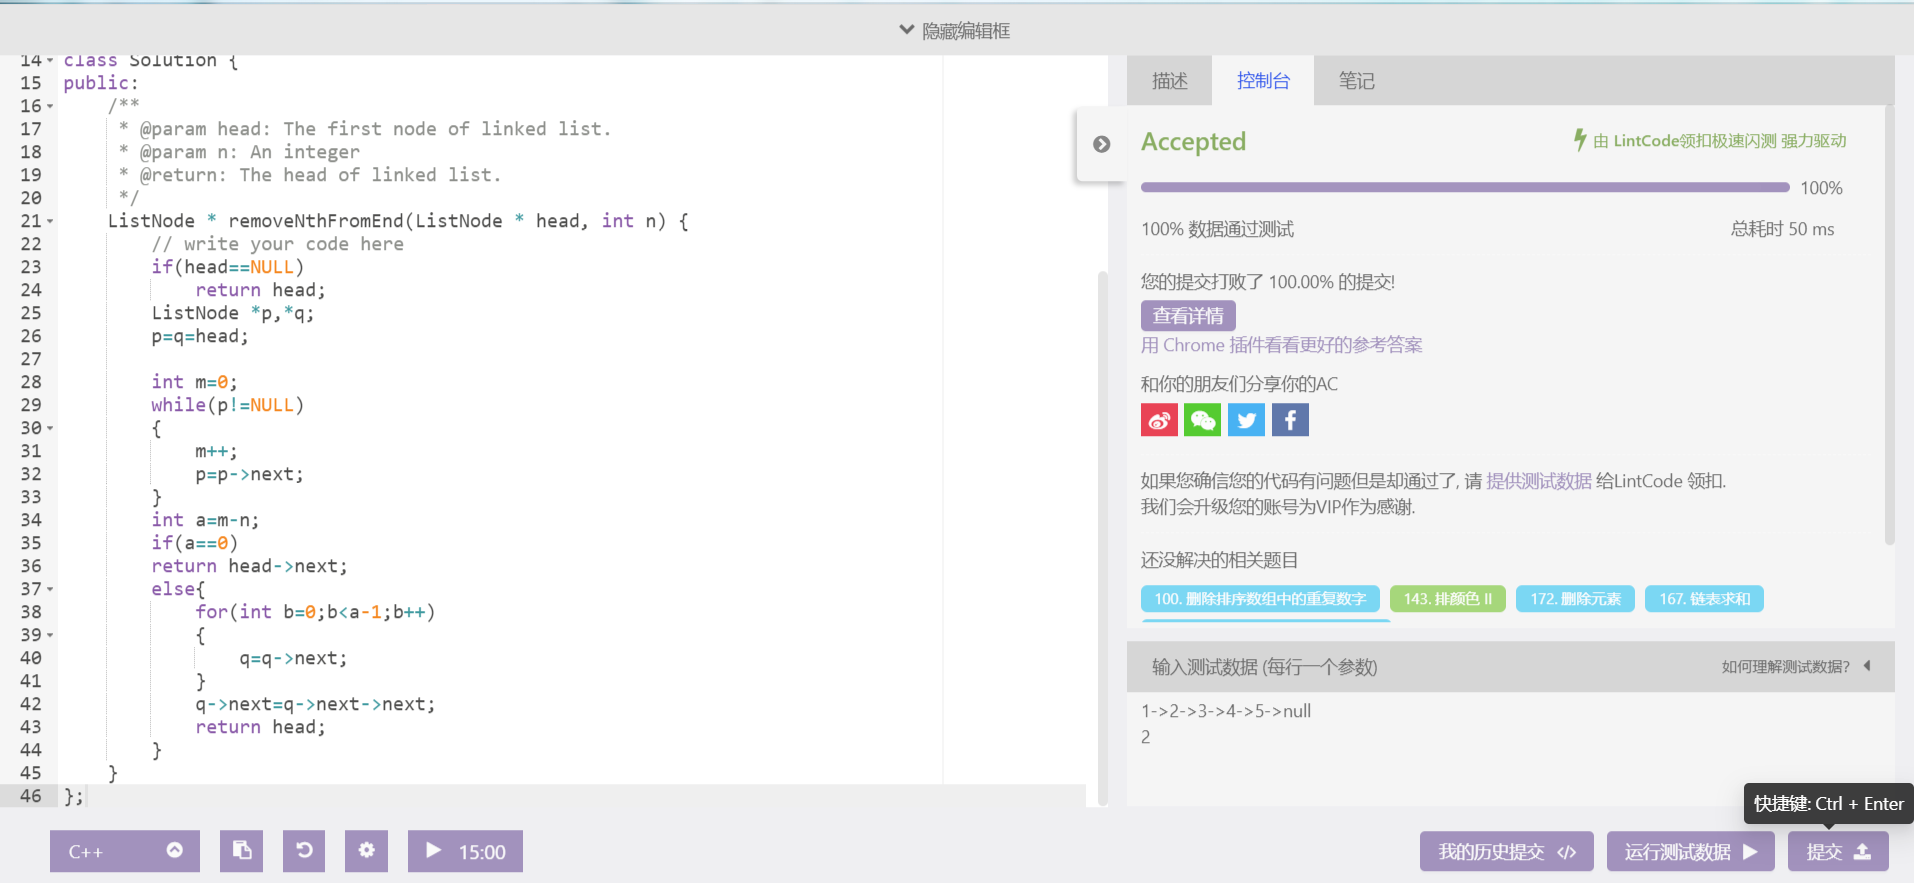 隐藏编辑框
14 class Solution {
15 public:
16     /**
17      * @param head: The first node of linked list.
18      * @param n: An integer
19      * @return: The head of linked list.
20      */
21     ListNode * removeNthFromEnd(ListNode * head, int n) {
22         // write your code here
23         if(head==NULL)
24             return head;
25         ListNode *p,*q;
26         p=q=head;
27
28         int m=0;
29         while(p!=NULL)
30         {
31             m++;
32             p=p->next;
33         }
34         int a=m-n;
35         if(a==0)
36         return head->next;
37         else{
38             for(int b=0;b<a-1;b++)
39             {
40                 q=q->next;
41             }
42             q->next=q->next->next;
43             return head;
44         }
45     }
46 };
C++
15:00
描述 控制台 笔记
Accepted 由 LintCode领扣极速闪测 强力驱动
100%
100% 数据通过测试 总耗时 50 ms
您的提交打败了 100.00% 的提交!
查看详情
用 Chrome 插件看看更好的参考答案
和你的朋友们分享你的AC
如果您确信您的代码有问题但是却通过了, 请 提供测试数据 给LintCode 领扣.
我们会升级您的账号为VIP作为感谢.
还没解决的相关题目
100. 删除排序数组中的重复数字 143. 排颜色 II 172. 删除元素 167. 链表求和
输入测试数据 (每行一个参数) 如何理解测试数据?
1->2->3->4->5->null
2
快捷键: Ctrl + Enter
我的历史提交 运行测试数据 提交